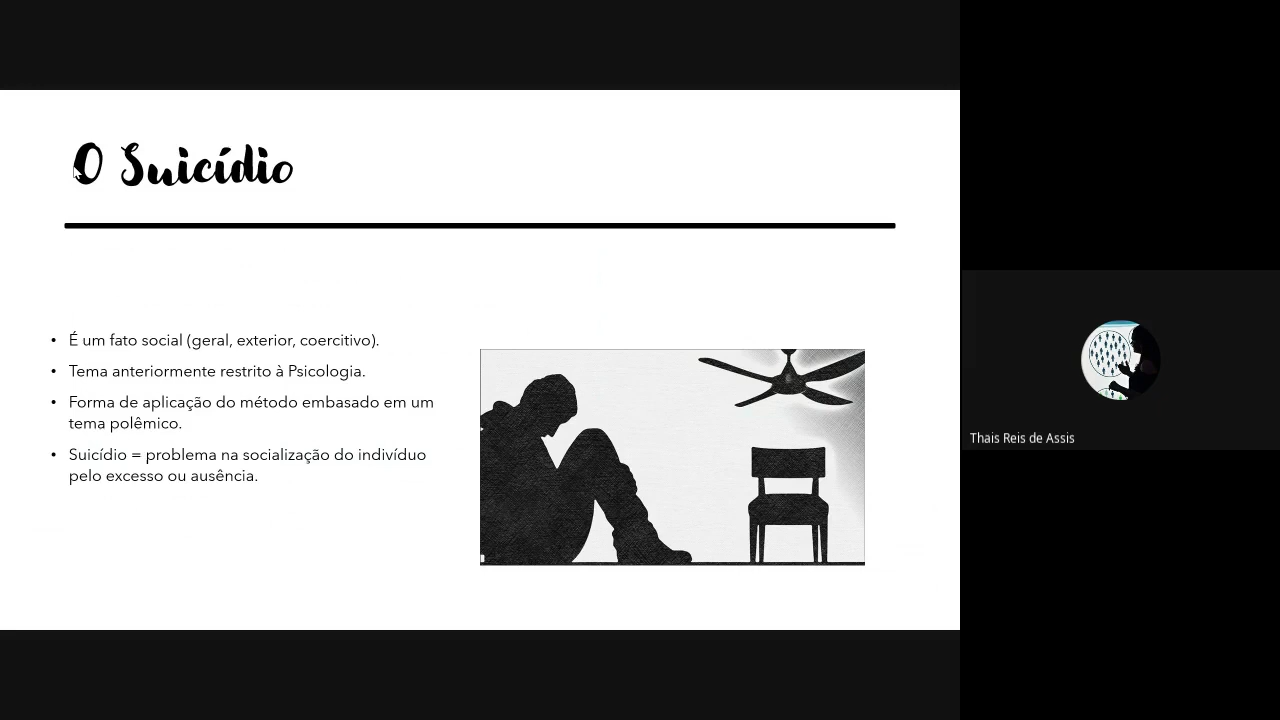 O Suicídio
• É um fato social (geral, exterior, coercitivo).
• Tema anteriormente restrito à Psicologia.
• Forma de aplicação do método embasado em um
tema polêmico.
• Suicídio = problema na socialização do indivíduo
pelo excesso ou ausência.
Thais Reis de Assis